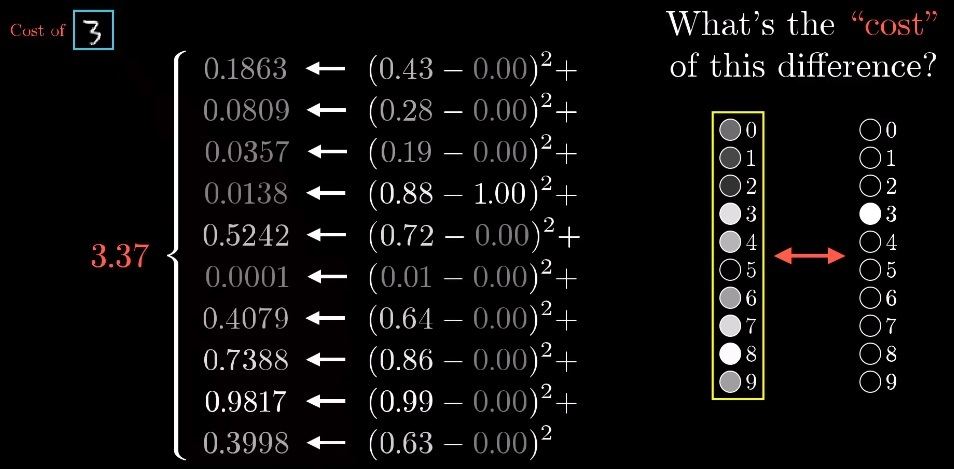 Cost of 3
What's the "cost"
of this difference?
3.37
0.1863 ← (0.43 − 0.00)² +
0.0809 ← (0.28 − 0.00)² +
0.0357 ← (0.19 − 0.00)² +
0.0138 ← (0.88 − 1.00)² +
0.5242 ← (0.72 − 0.00)² +
0.0001 ← (0.01 − 0.00)² +
0.4079 ← (0.64 − 0.00)² +
0.7388 ← (0.86 − 0.00)² +
0.9817 ← (0.99 − 0.00)² +
0.3998 ← (0.63 − 0.00)²
0
1
2
3
4
5
6
7
8
9
0
1
2
3
4
5
6
7
8
9